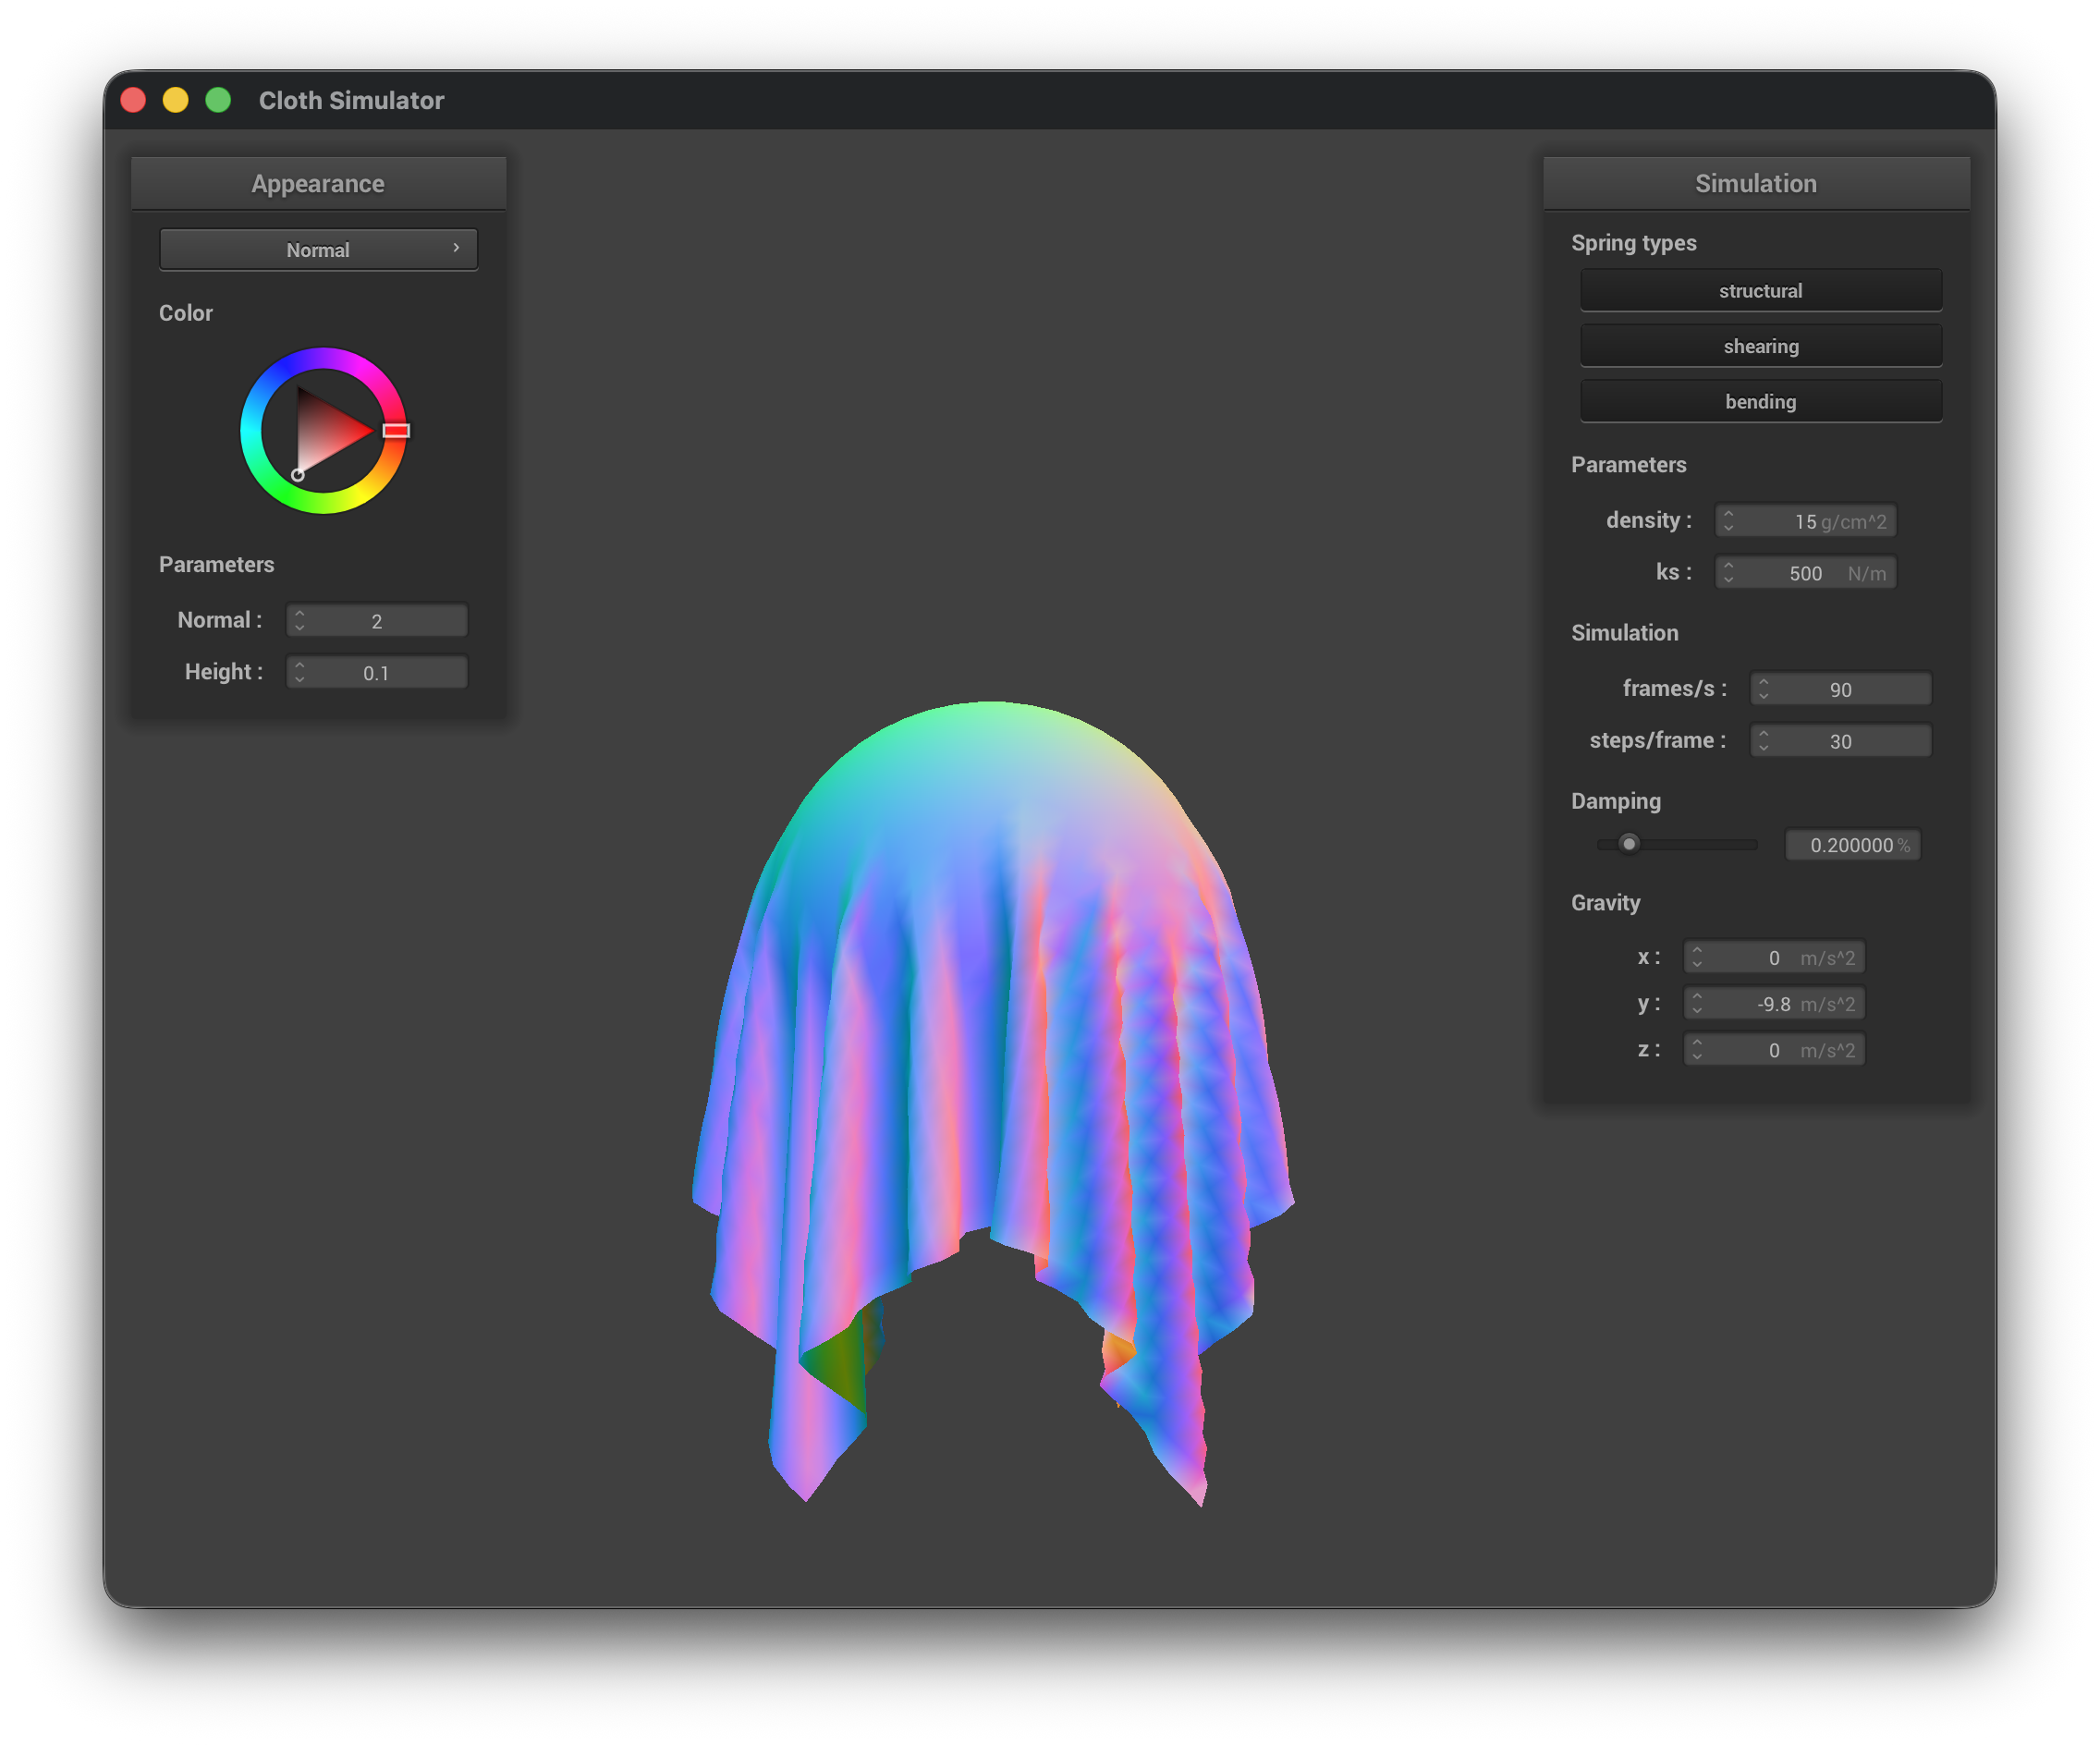 Cloth Simulator
Appearance
Normal
Color
Parameters
Normal : 2
Height : 0.1
Simulation
Spring types
structural
shearing
bending
Parameters
density : 15 g/cm^2
ks : 500 N/m
Simulation
frames/s : 90
steps/frame : 30
Damping
0.200000 %
Gravity
x : 0 m/s^2
y : -9.8 m/s^2
z : 0 m/s^2